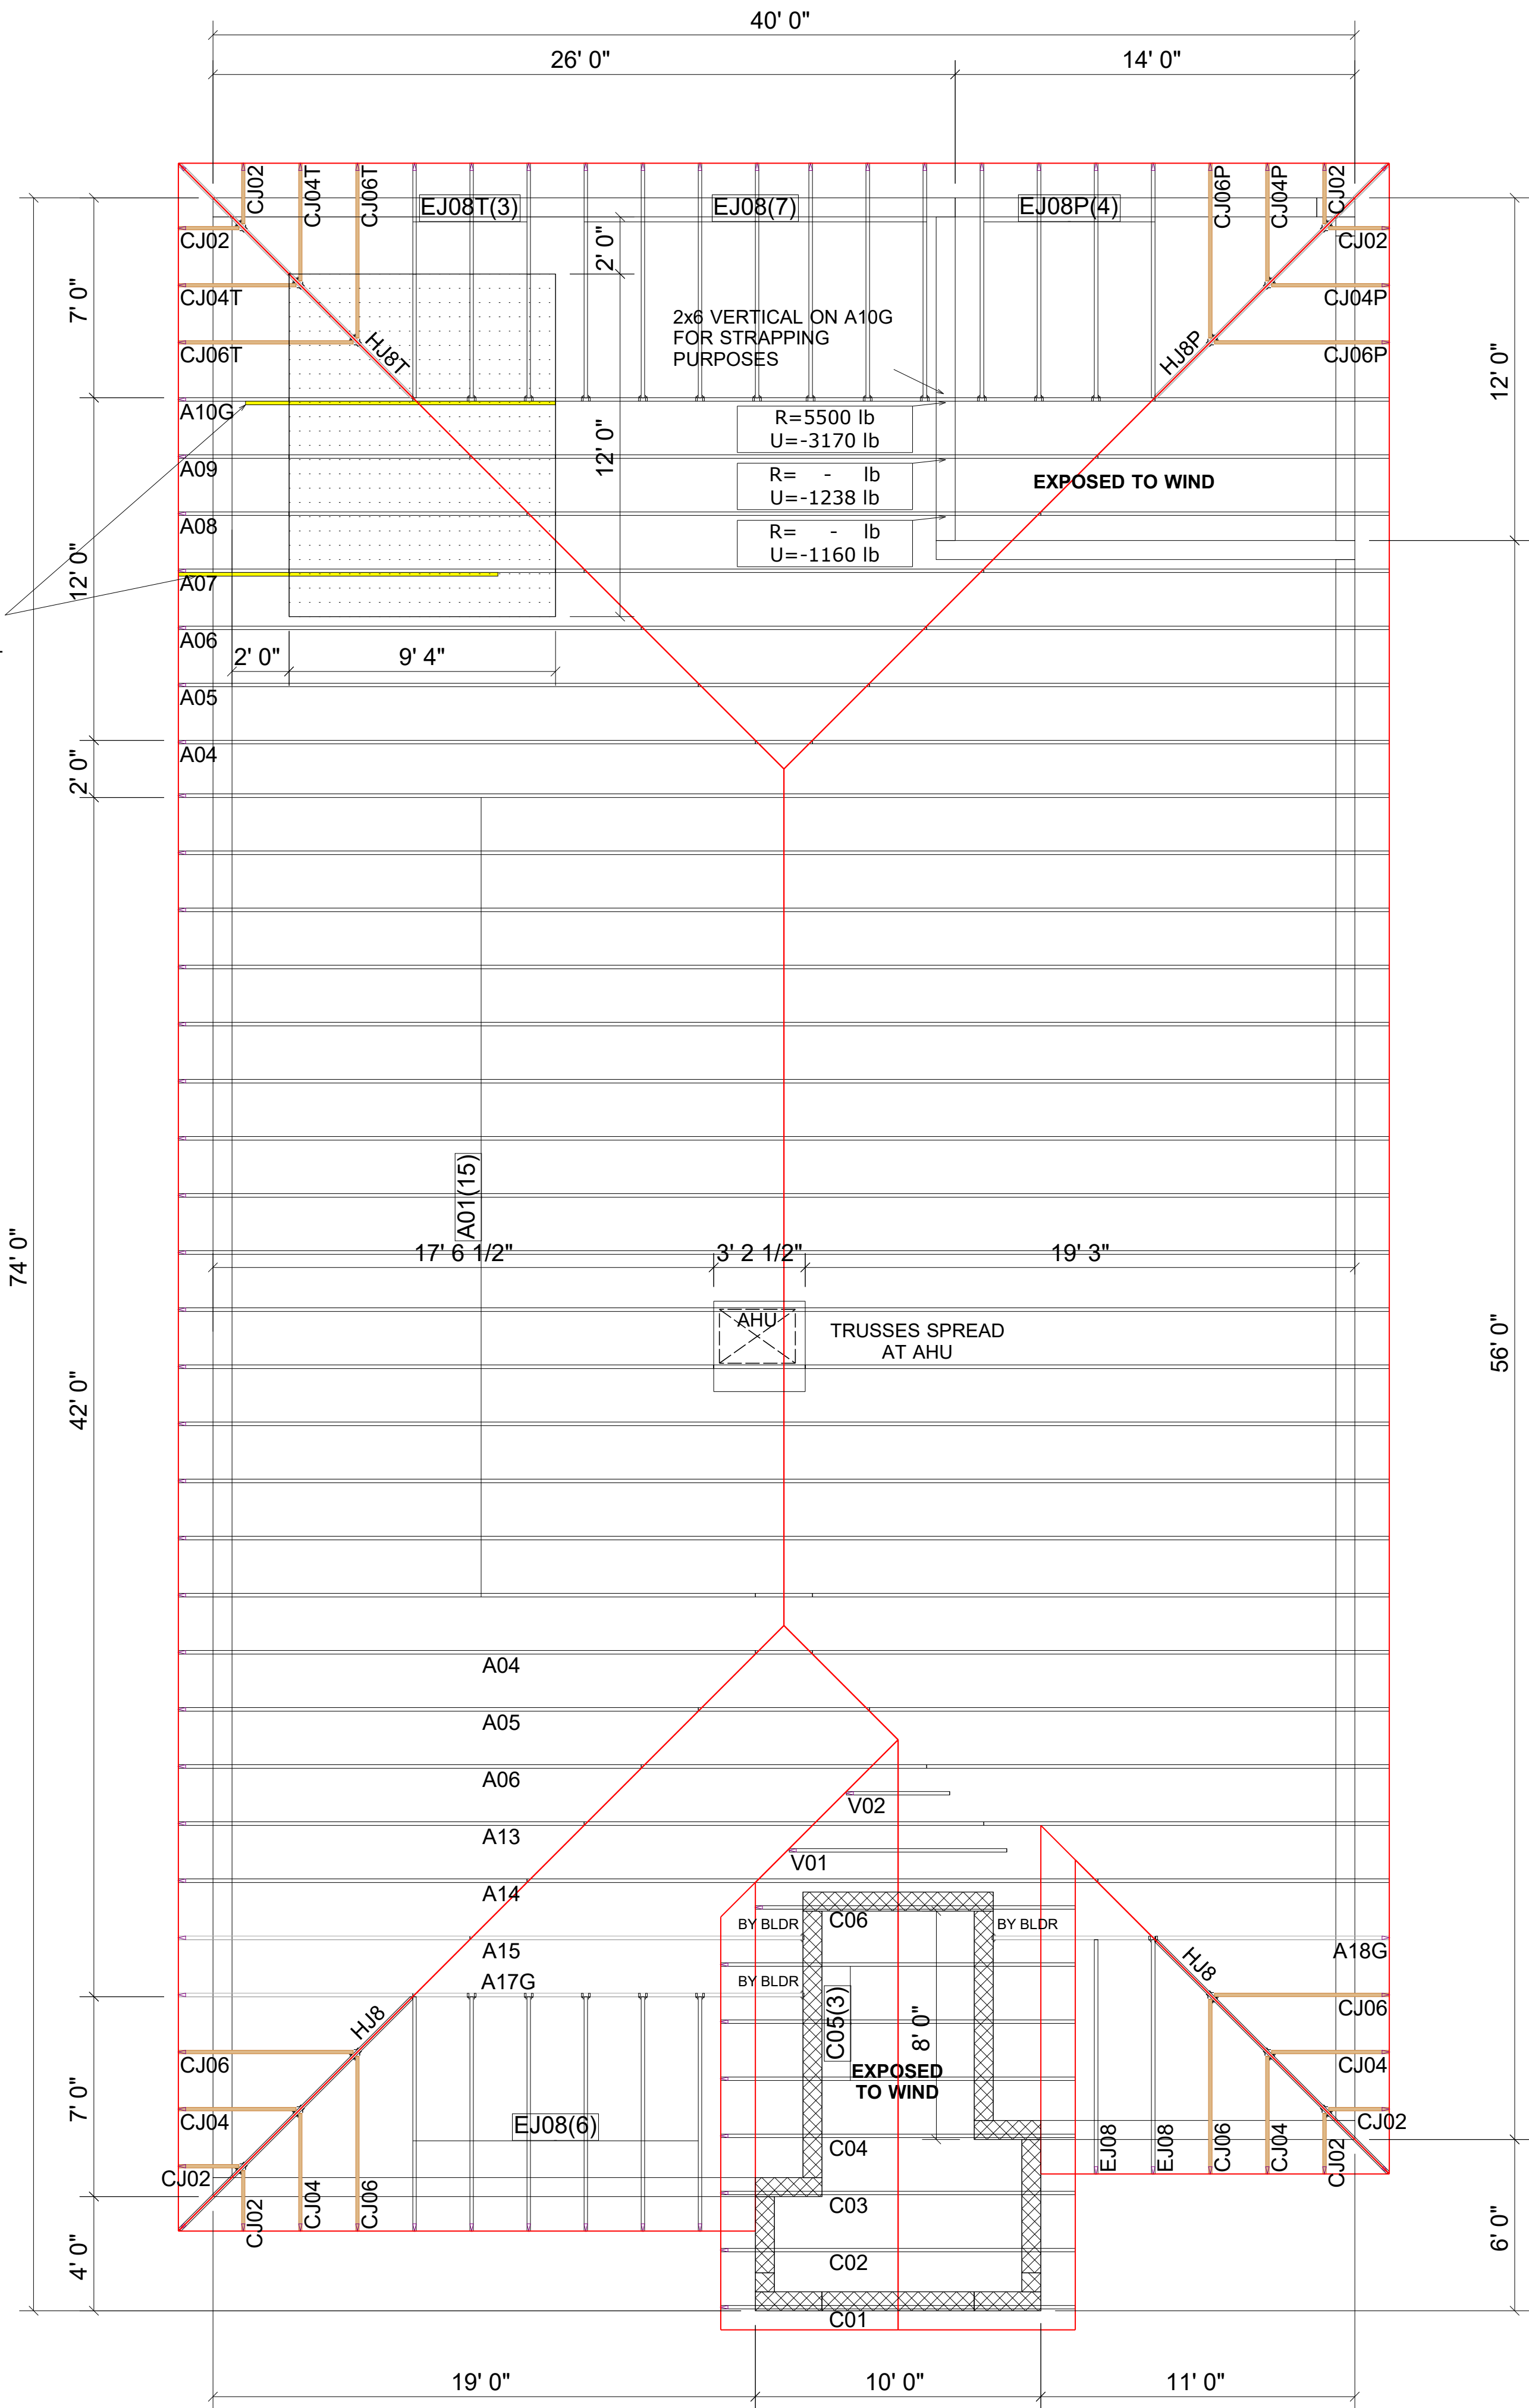 40' 0"
26' 0"
14' 0"
CJ02
CJ04T
CJ06T
EJ08T(3)
EJ08(7)
EJ08P(4)
CJ06P
CJ04P
CJ02
CJ02
CJ02
2' 0"
7' 0"
CJ04T
CJ04P
12' 0"
2x6 VERTICAL ON A10G
FOR STRAPPING
PURPOSES
CJ06T
HJ8T
HJ8P
CJ06P
A10G
R=5500 lb
U=-3170 lb
12' 0"
A09
R= - lb
U=-1238 lb
EXPOSED TO WIND
A08
R= - lb
U=-1160 lb
12' 0"
A07
A06
2' 0"
9' 4"
A05
A04
2' 0"
A01(15)
74' 0"
17' 6 1/2"
3' 2 1/2"
19' 3"
AHU
TRUSSES SPREAD
AT AHU
56' 0"
42' 0"
A04
A05
A06
V02
A13
V01
A14
C06
BY BLDR
BY BLDR
A15
A18G
A17G
BY BLDR
C05(3)
8' 0"
HJ8
HJ8
CJ06
CJ06
EXPOSED
TO WIND
CJ04
7' 0"
CJ04
EJ08(6)
CJ02
C04
EJ08
EJ08
CJ06
CJ04
CJ02
CJ02
CJ02
CJ04
CJ06
C03
4' 0"
C02
6' 0"
C01
19' 0"
10' 0"
11' 0"